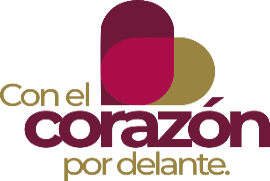 Con el
corazón
por delante.